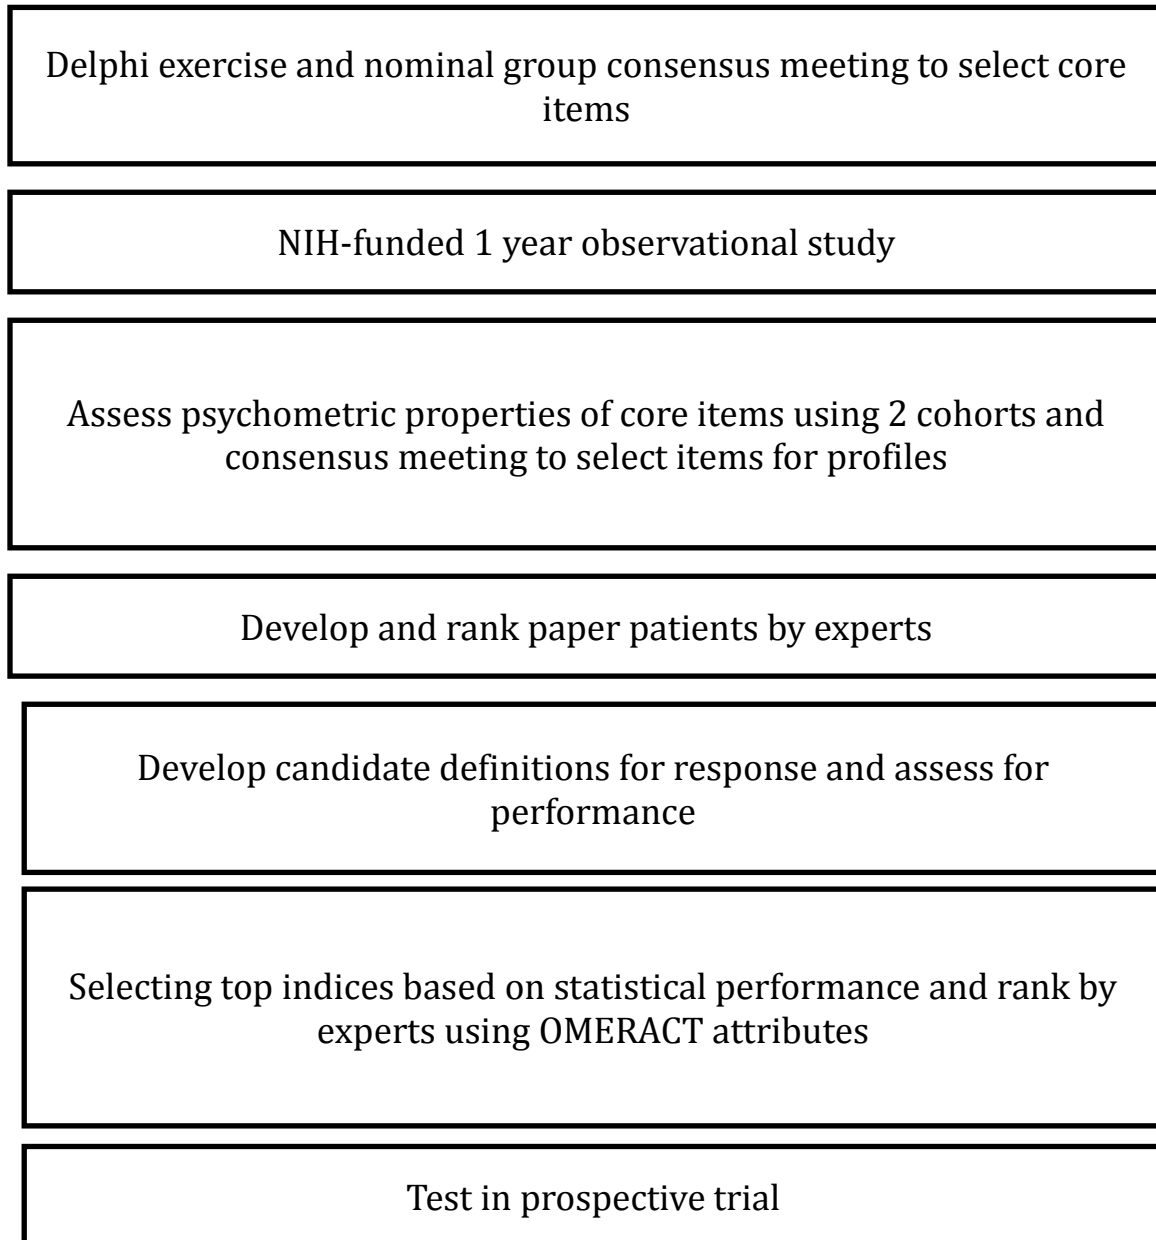 Delphi exercise and nominal group consensus meeting to select core
items
NIH-funded 1 year observational study
Assess psychometric properties of core items using 2 cohorts and
consensus meeting to select items for profiles
Develop and rank paper patients by experts
Develop candidate definitions for response and assess for
performance
Selecting top indices based on statistical performance and rank by
experts using OMERACT attributes
Test in prospective trial